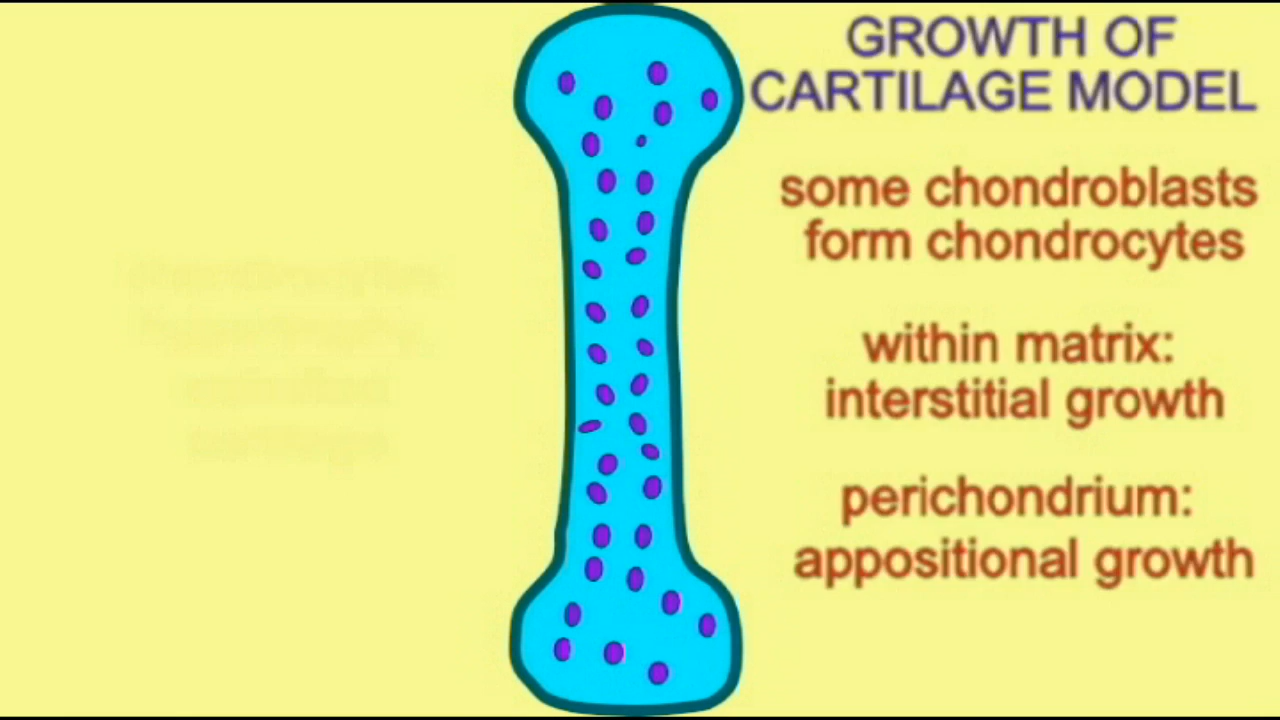 GROWTH OF
CARTILAGE MODEL
some chondroblasts
form chondrocytes
within matrix:
interstitial growth
perichondrium:
appositional growth